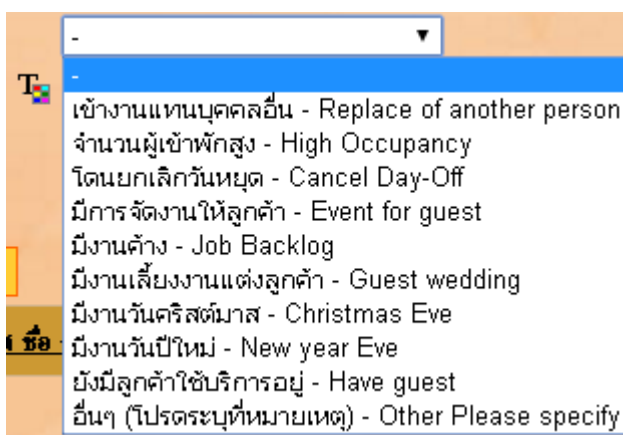 -
T
-
เข้างานแทนบุคคลอื่น - Replace of another person
จำนวนผู้เข้าพักสูง - High Occupancy
โดนยกเลิกวันหยุด - Cancel Day-Off
มีการจัดงานให้ลูกค้า - Event for guest
มีงานค้าง - Job Backlog
มีงานเลี้ยงงานแต่งลูกค้า - Guest wedding
มีงานวันคริสต์มาส - Christmas Eve
มีงานวันปีใหม่ - New year Eve
ชื่อ
ยังมีลูกค้าใช้บริการอยู่ - Have guest
อื่นๆ (โปรดระบุที่หมายเหตุ) - Other Please specify